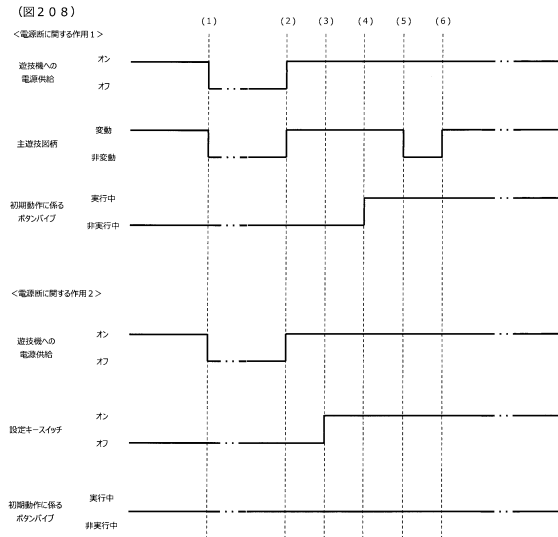 （図２０８）
＜電源断に関する作用１＞
(1) (2) (3) (4) (5) (6)
遊技機への
電源供給
オン
オフ
主遊技図柄
変動
非変動
初期動作に係る
ボタンバイブ
実行中
非実行中
＜電源断に関する作用２＞
遊技機への
電源供給
オン
オフ
設定キースイッチ
オン
オフ
初期動作に係る
ボタンバイブ
実行中
非実行中
(1) (2) (3) (4) (5) (6)